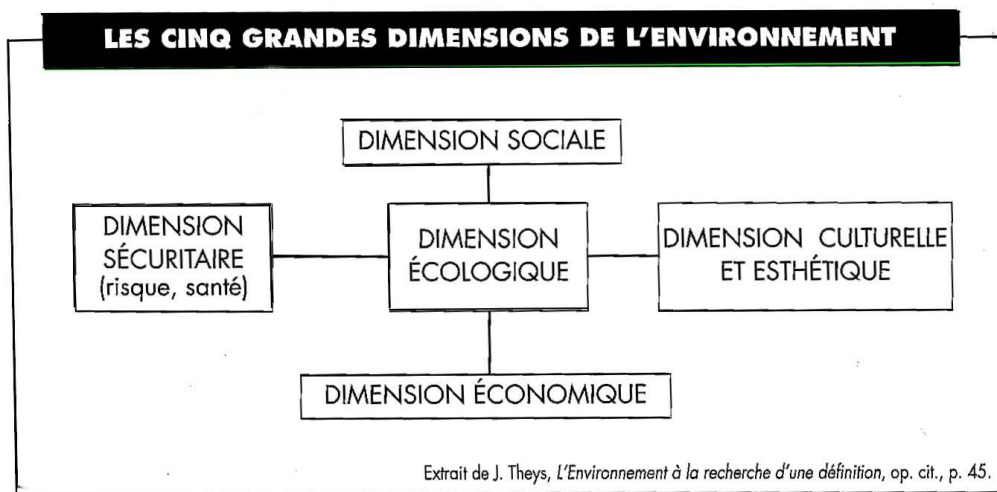 LES CINQ GRANDES DIMENSIONS DE L'ENVIRONNEMENT
DIMENSION SOCIALE
DIMENSION
SÉCURITAIRE
(risque, santé)
DIMENSION
ÉCOLOGIQUE
DIMENSION CULTURELLE
ET ESTHÉTIQUE
DIMENSION ÉCONOMIQUE
Extrait de J. Theys, L'Environnement à la recherche d'une définition, op. cit., p. 45.